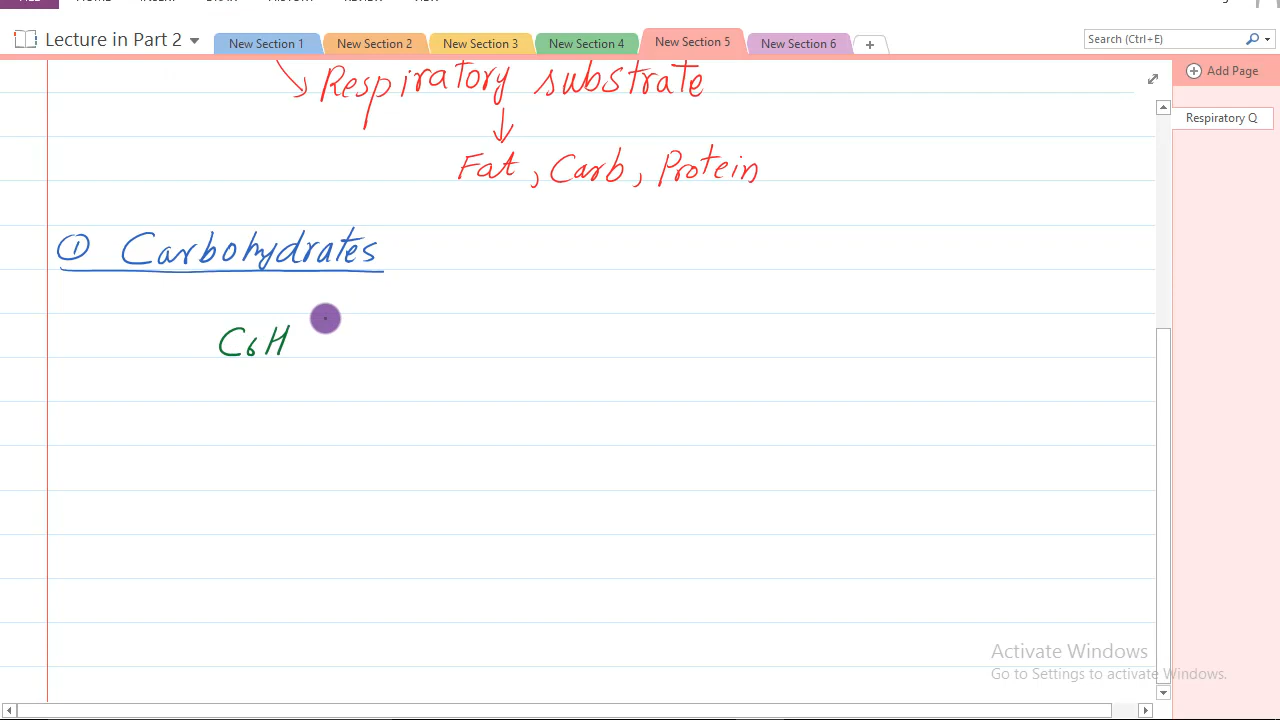 Lecture in Part 2
New Section 1
New Section 2
New Section 3
New Section 4
New Section 5
New Section 6
Search (Ctrl+E)
Add Page
Respiratory Q
Respiratory substrate
Fat, Carb, Protein
① Carbohydrates
C6H
Activate Windows
Go to Settings to activate Windows.